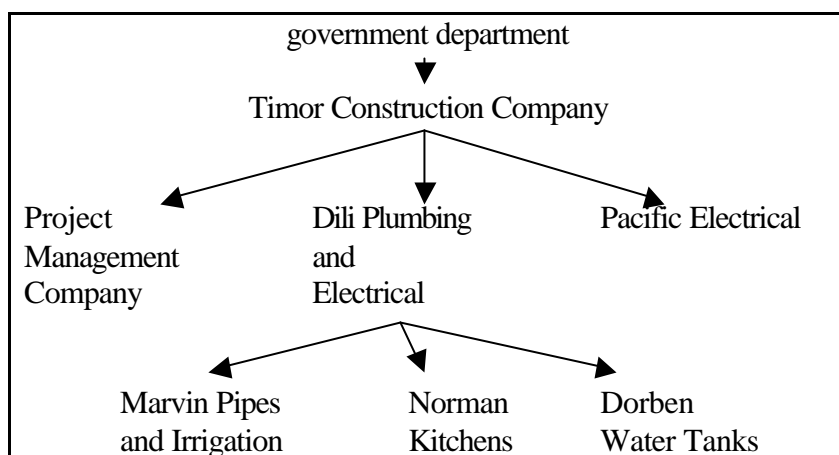 government department
Timor Construction Company
Project
Management
Company
Dili Plumbing
and
Electrical
Pacific Electrical
Marvin Pipes
and Irrigation
Norman
Kitchens
Dorben
Water Tanks